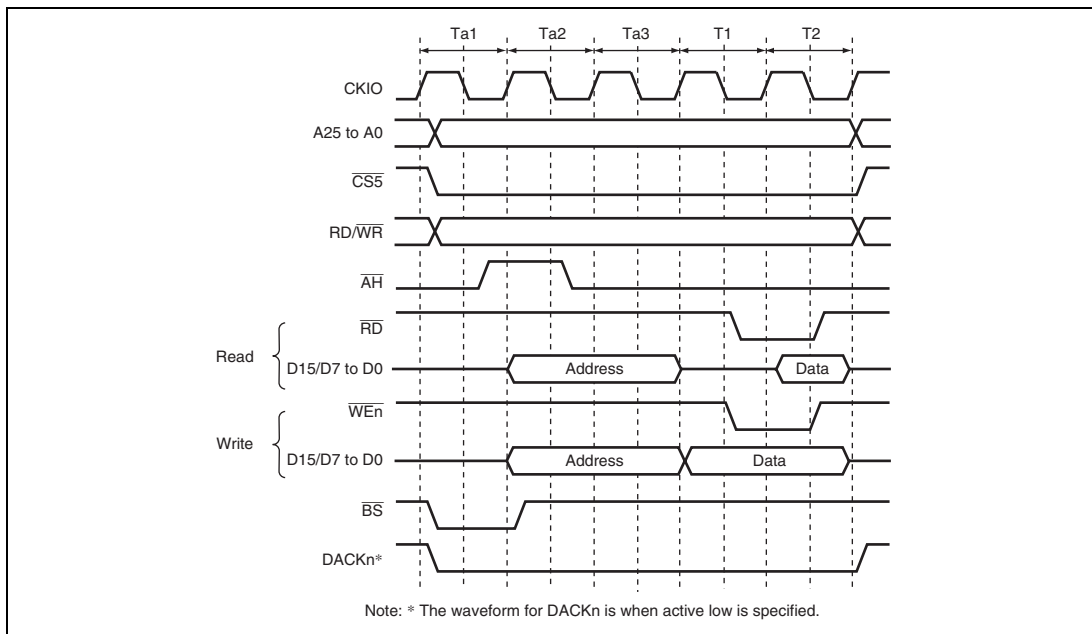 Ta1 Ta2 Ta3 T1 T2
CKIO
A25 to A0
CS5
RD/WR
AH
RD
Read
D15/D7 to D0 Address Data
WEn
Write
D15/D7 to D0 Address Data
BS
DACKn*
Note: * The waveform for DACKn is when active low is specified.